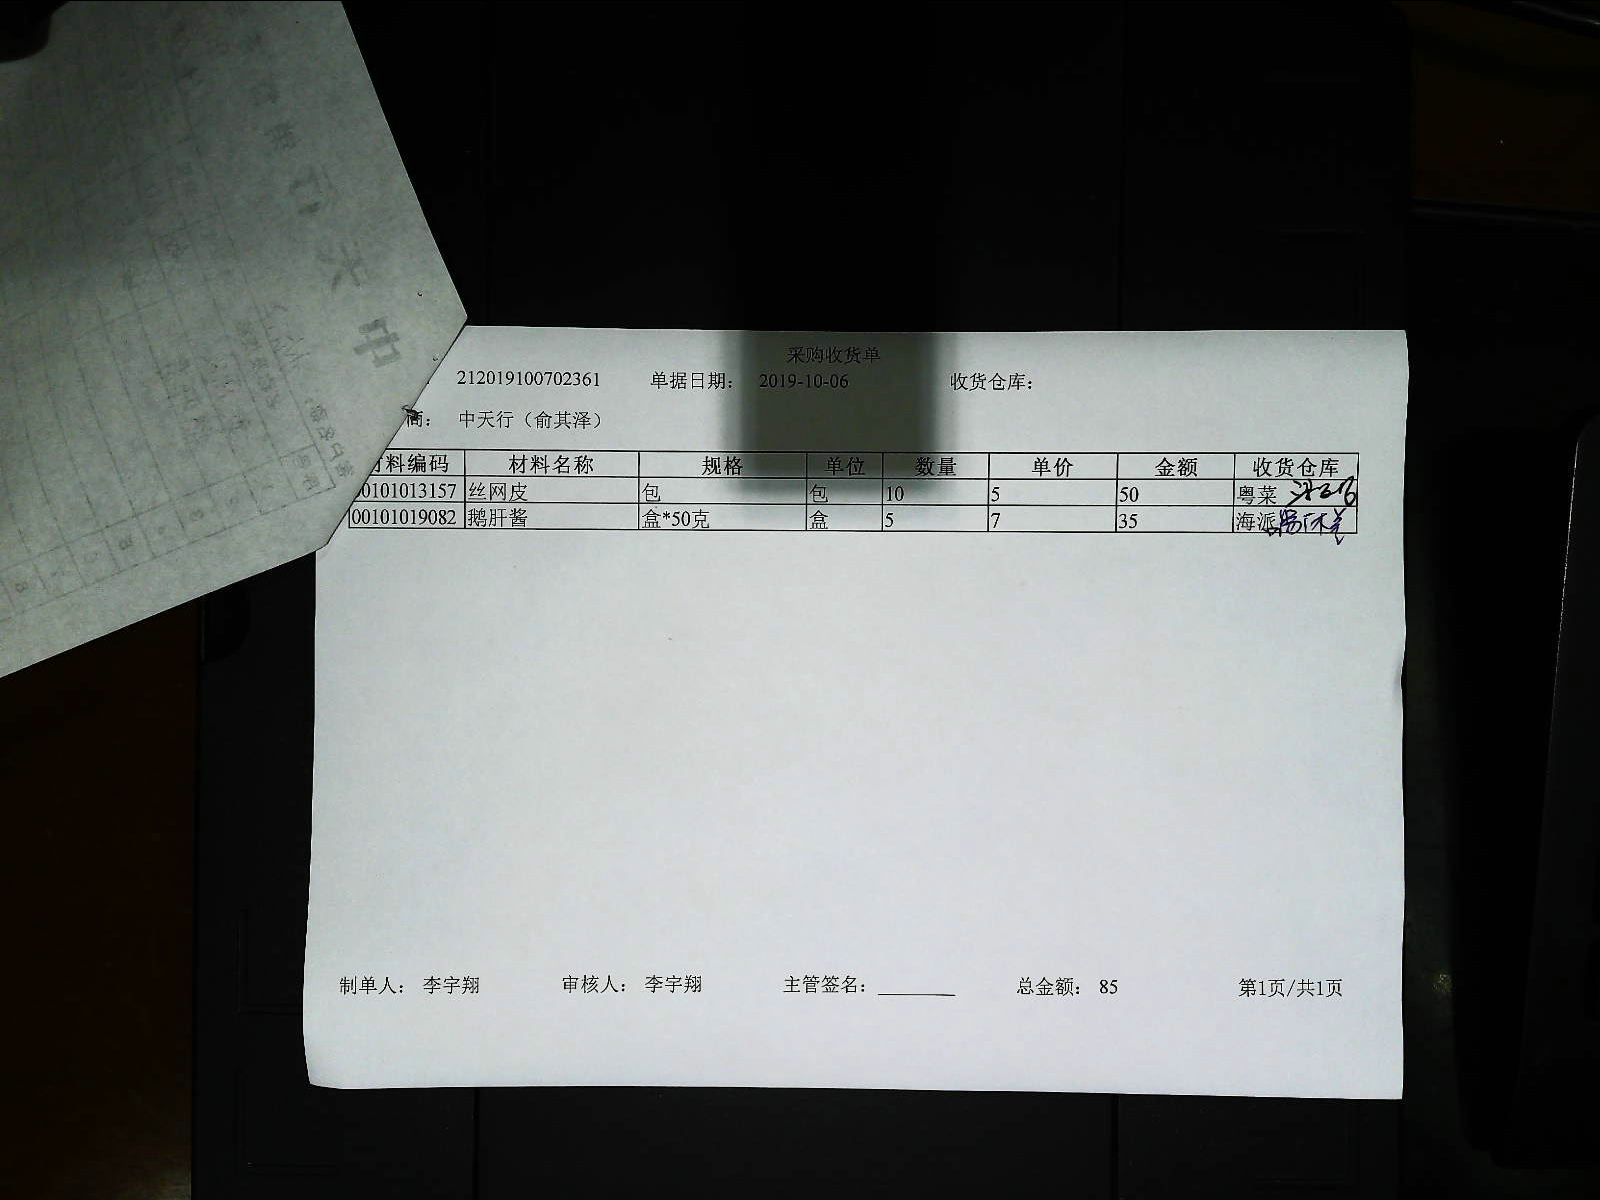 采购收货单
212019100702361 单据日期: 2019-10-06 收货仓库:
商: 中天行（俞其泽）
料编码 材料名称 规格 单位 数量 单价 金额 收货仓库
0101013157 丝网皮 包 包 10 5 50 粤菜
00101019082 鹅肝酱 盒*50克 盒 5 7 35 海派
制单人: 李宇翔 审核人: 李宇翔 主管签名: 总金额: 85 第1页/共1页
中天行